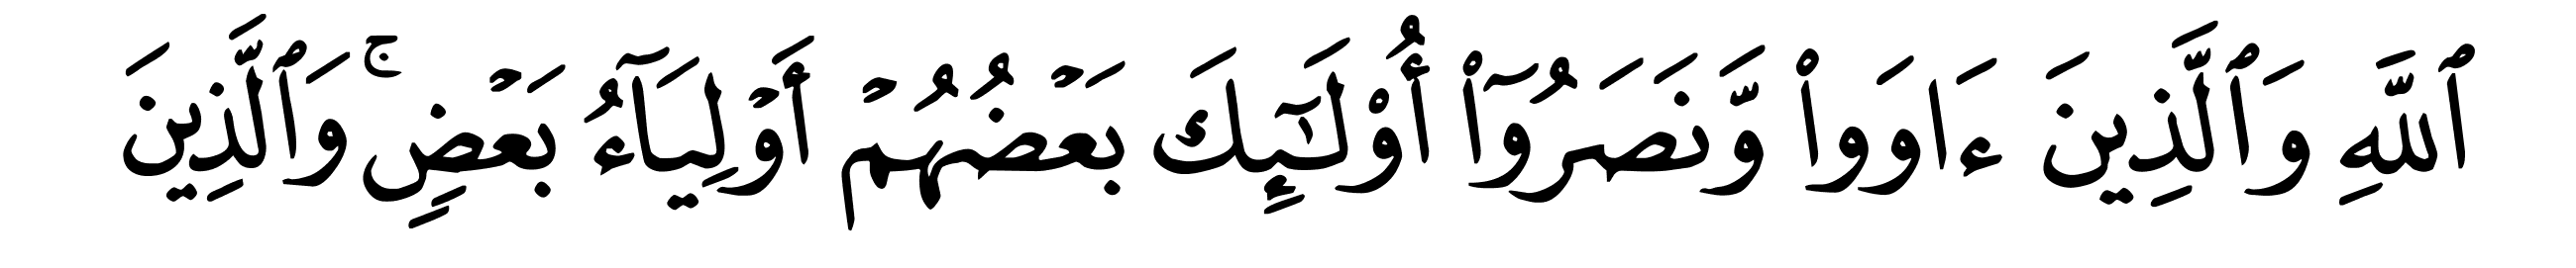 ٱللَّهِ وَٱلَّذِينَ ءَاوَواْ وَّنَصَرُوٓاْ أُوْلَـٰٓئِكَ بَعۡضُهُمۡ أَوۡلِيَآءُ بَعۡضٖۚ وَٱلَّذِينَ